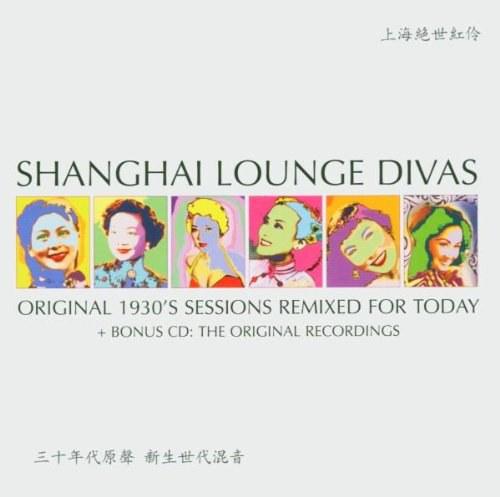 上海絕世紅伶
SHANGHAI LOUNGE DIVAS
ORIGINAL 1930'S SESSIONS REMIXED FOR TODAY
+ BONUS CD: THE ORIGINAL RECORDINGS
三十年代原聲 新生世代混音